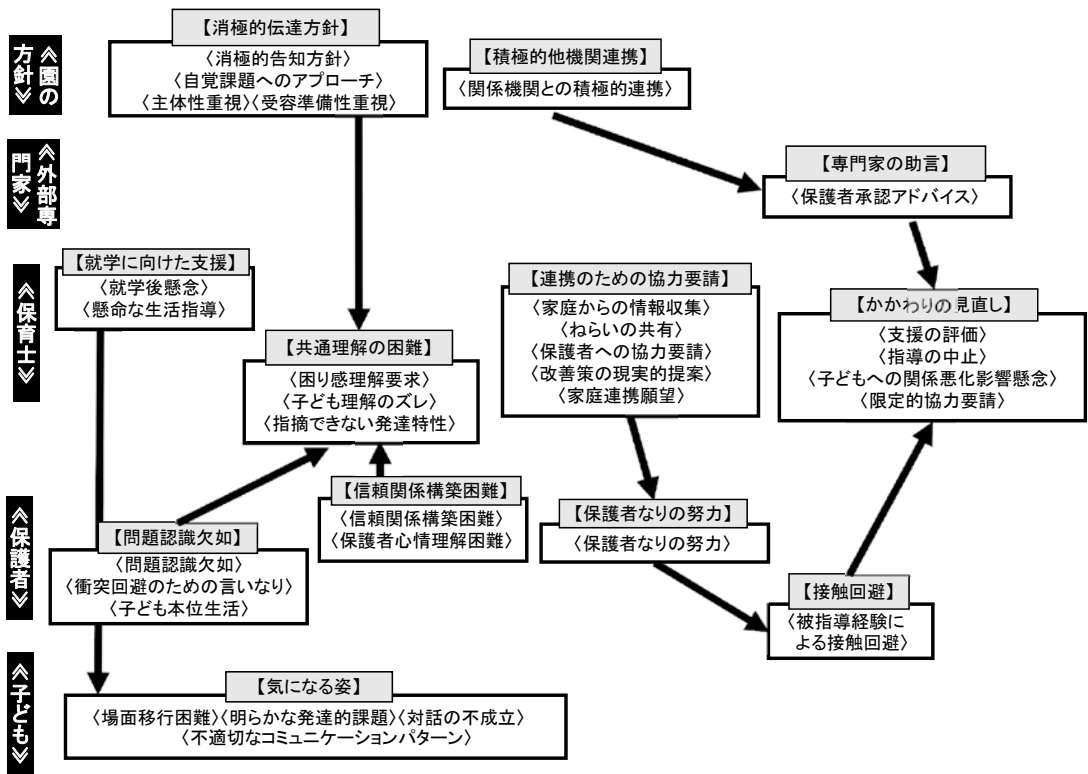 ≪園の
方針≫
【消極的伝達方針】
〈消極的告知方針〉
〈自覚課題へのアプローチ〉
〈主体性重視〉〈受容準備性重視〉
【積極的他機関連携】
〈関係機関との積極的連携〉
≪外部専
門家≫
【専門家の助言】
〈保護者承認アドバイス〉
≪保育士≫
【就学に向けた支援】
〈就学後懸念〉
〈懸命な生活指導〉
【共通理解の困難】
〈困り感理解要求〉
〈子ども理解のズレ〉
〈指摘できない発達特性〉
【連携のための協力要請】
〈家庭からの情報収集〉
〈ねらいの共有〉
〈保護者への協力要請〉
〈改善策の現実的提案〉
〈家庭連携願望〉
【かかわりの見直し】
〈支援の評価〉
〈指導の中止〉
〈子どもへの関係悪化影響懸念〉
〈限定的協力要請〉
≪保護者≫
【問題認識欠如】
〈問題認識欠如〉
〈衝突回避のための言いなり〉
〈子ども本位生活〉
【信頼関係構築困難】
〈信頼関係構築困難〉
〈保護者心情理解困難〉
【保護者なりの努力】
〈保護者なりの努力〉
【接触回避】
〈被指導経験に
よる接触回避〉
≪子ども≫
【気になる姿】
〈場面移行困難〉〈明らかな発達的課題〉〈対話の不成立〉
〈不適切なコミュニケーションパターン〉